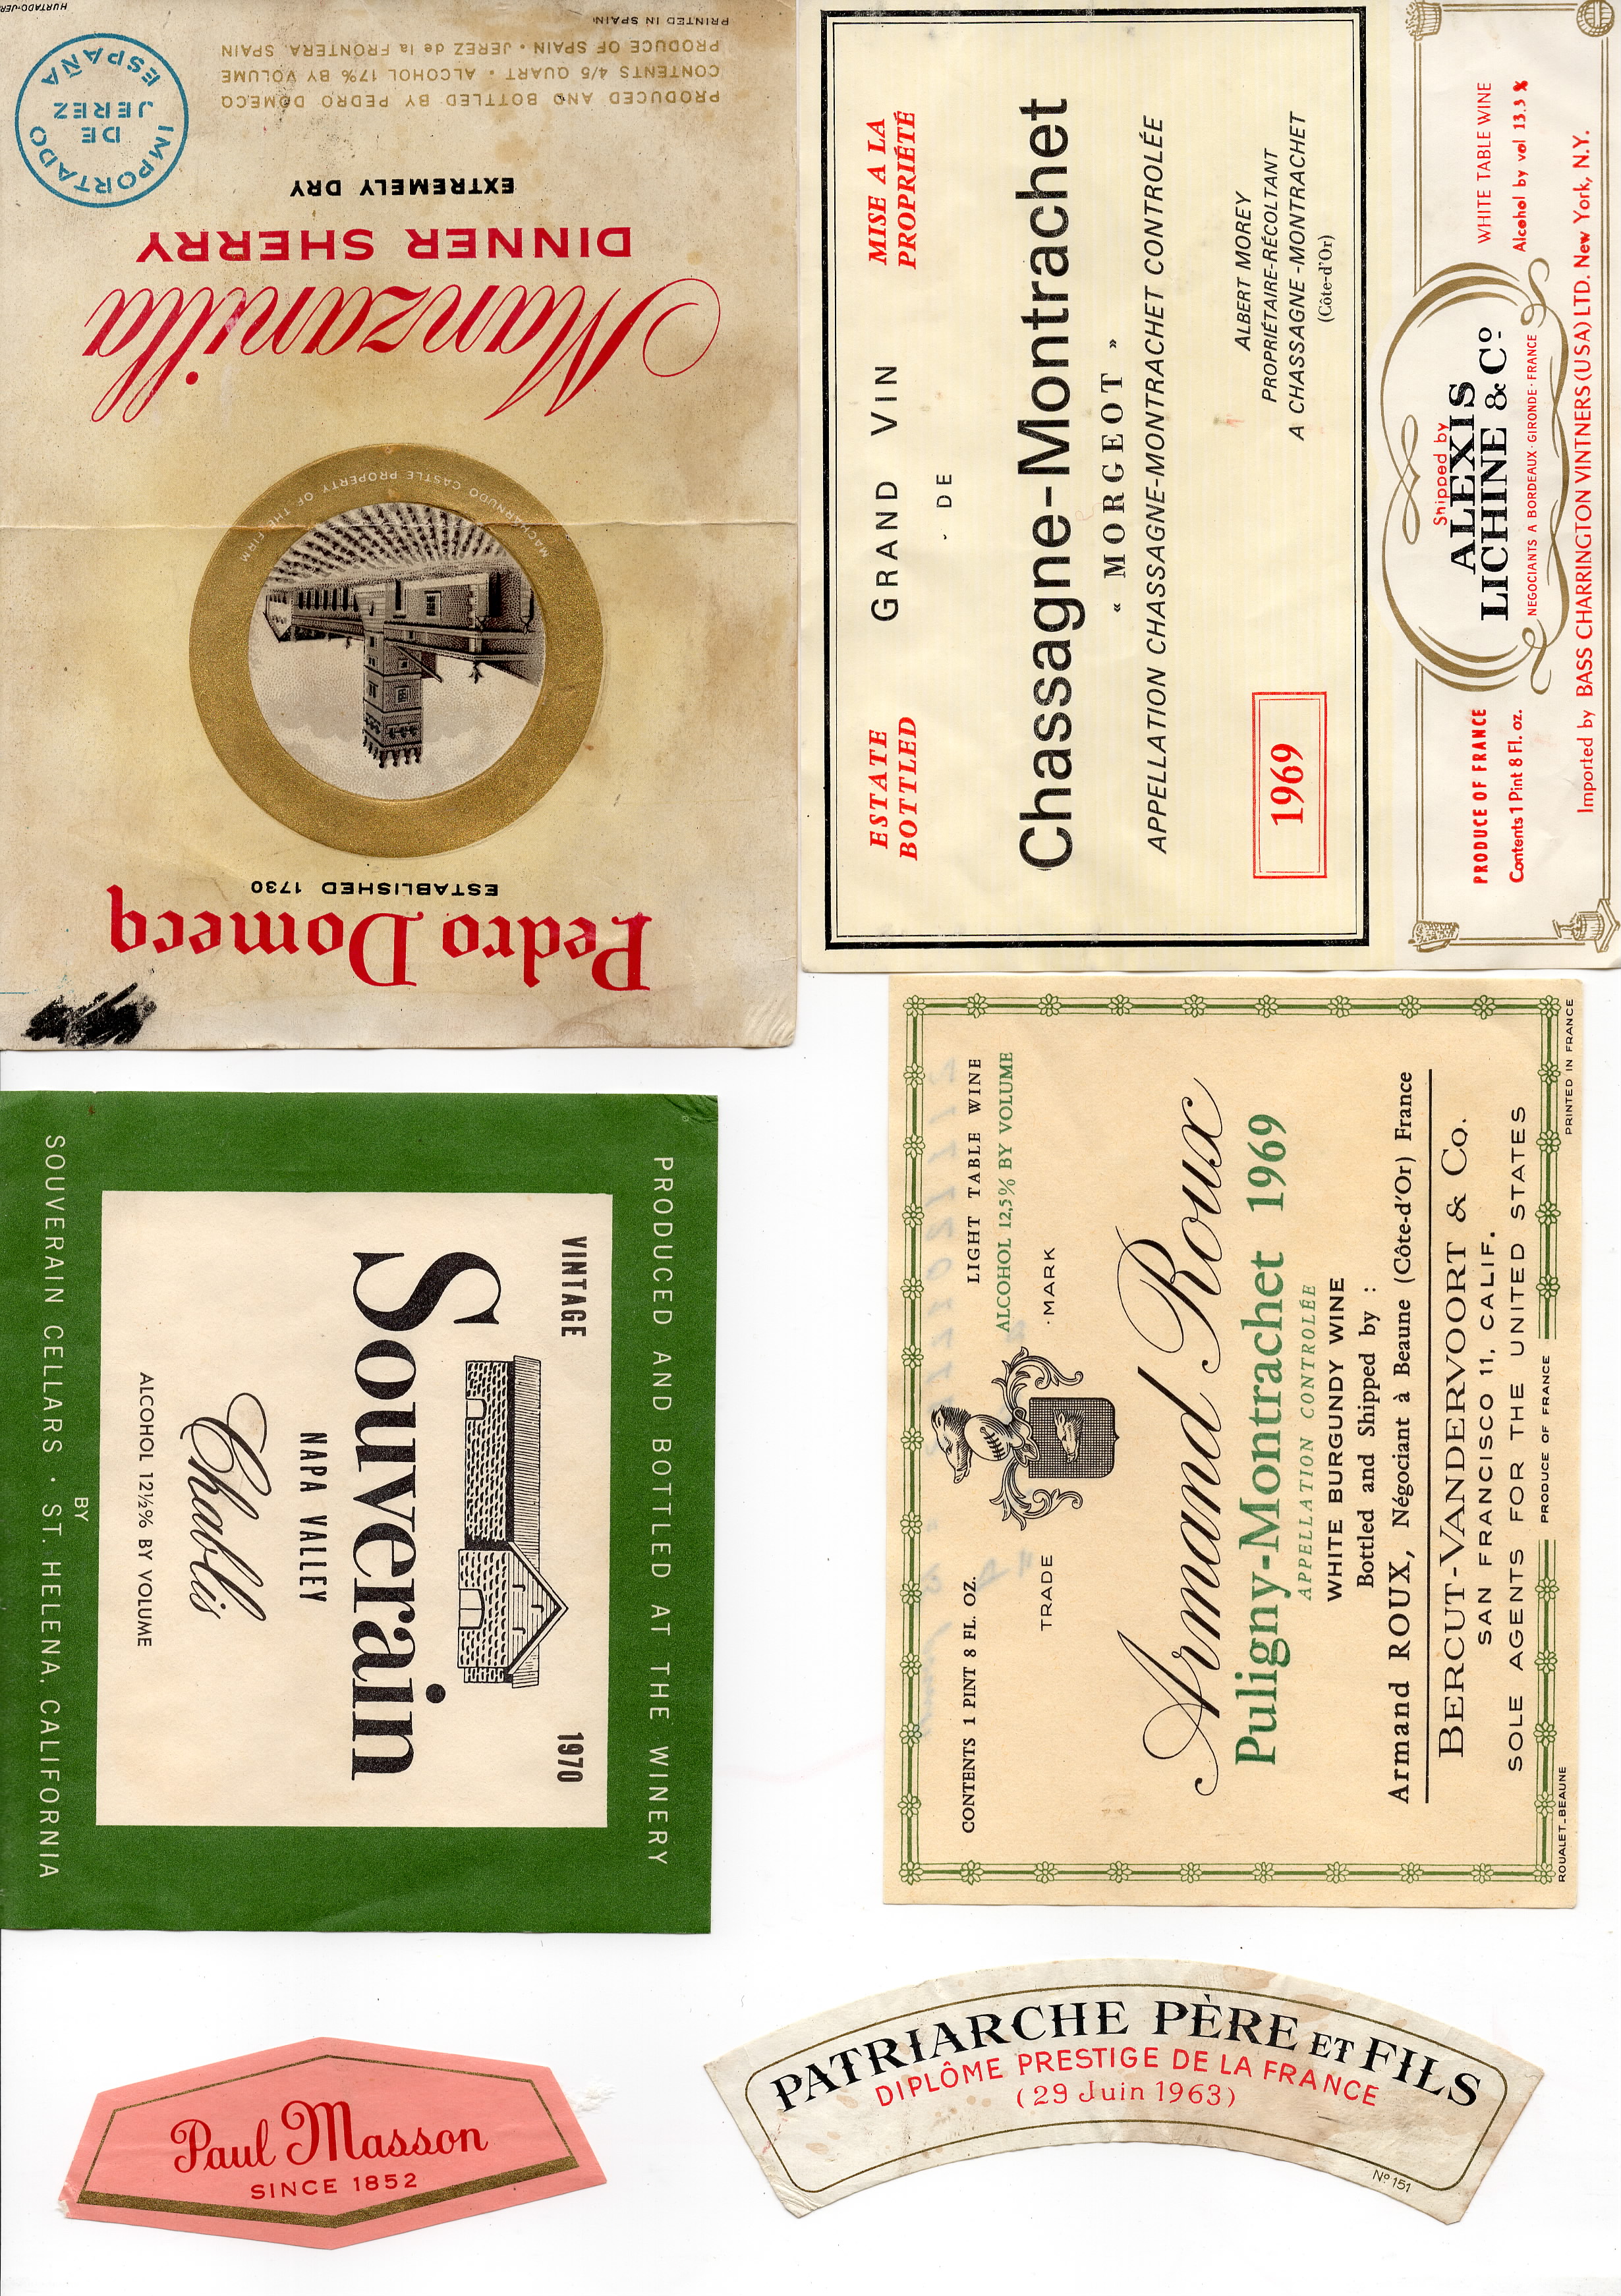 Pedro Domecq
ESTABLISHED 1730
MACHARNUDO CASTLE PROPERTY OF THE FIRM
Manzanilla
DINNER SHERRY
EXTREMELY DRY
IMPORTADO
DE
JEREZ
ESPAÑA
PRODUCED AND BOTTLED BY PEDRO DOMECQ
CONTENTS 4/5 QUART • ALCOHOL 17% BY VOLUME
PRODUCE OF SPAIN • JEREZ de la FRONTERA, SPAIN
PRINTED IN SPAIN
ESTATE
BOTTLED
GRAND VIN
MISE A LA
PROPRIÉTÉ
DE
Chassagne-Montrachet
« MORGEOT »
APPELLATION CHASSAGNE-MONTRACHET CONTROLÉE
1969
ALBERT MOREY
PROPRIÉTAIRE-RÉCOLTANT
A CHASSAGNE-MONTRACHET
(Côte-d'Or)
PRODUCE OF FRANCE
Contents 1 Pint 8 Fl. oz.
Shipped by
ALEXIS
LICHINE & Cº
NEGOCIANTS A BORDEAUX · GIRONDE · FRANCE
WHITE TABLE WINE
Alcohol by vol 13.5 %
Imported by BASS CHARRINGTON VINTNERS (USA) LTD. New York, N.Y.
PRODUCED AND BOTTLED AT THE WINERY
VINTAGE 1970
Souverain
NAPA VALLEY
Chablis
ALCOHOL 12½% BY VOLUME
BY
SOUVERAIN CELLARS · ST. HELENA, CALIFORNIA
CONTENTS 1 PINT 8 FL. OZ.
LIGHT TABLE WINE
ALCOHOL 12,5% BY VOLUME
TRADE MARK
Armand Roux
Puligny-Montrachet 1969
APPELLATION CONTROLÉE
WHITE BURGUNDY WINE
Bottled and Shipped by :
Armand ROUX, Négociant à Beaune (Côte-d'Or) France
BERCUT-VANDERVOORT & Co.
SAN FRANCISCO 11, CALIF.
SOLE AGENTS FOR THE UNITED STATES
ROUALET_BEAUNE
PRODUCE OF FRANCE
PRINTED IN FRANCE
Paul Masson
SINCE 1852
PATRIARCHE PÈRE ET FILS
DIPLÔME PRESTIGE DE LA FRANCE
(29 Juin 1963)
Nº 151